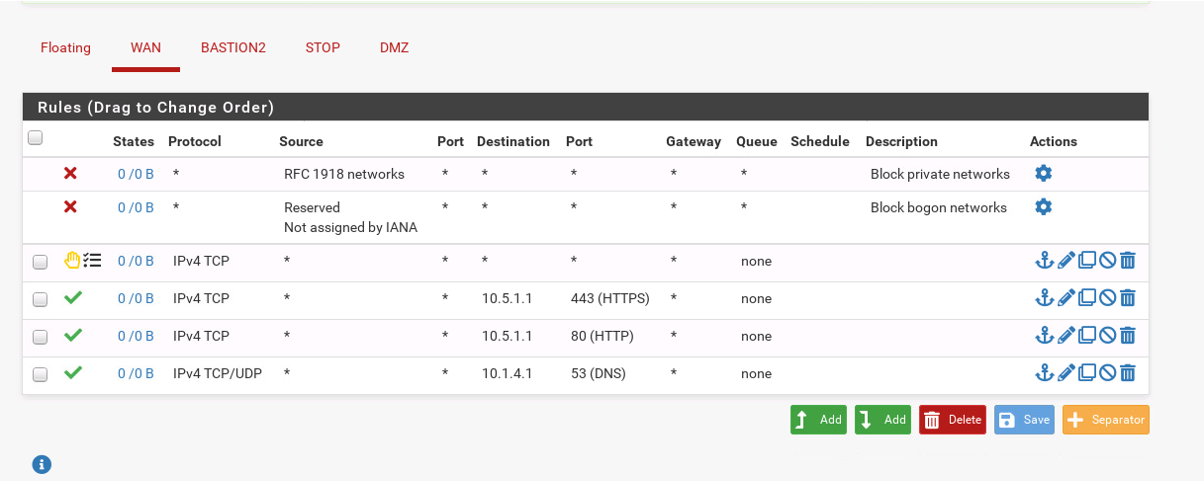 Floating WAN BASTION2 STOP DMZ
Rules (Drag to Change Order)
States Protocol Source Port Destination Port Gateway Queue Schedule Description Actions
0 /0 B * RFC 1918 networks * * * * * Block private networks
0 /0 B * Reserved * * * * * Block bogon networks
Not assigned by IANA
0 /0 B IPv4 TCP * * * * * none
0 /0 B IPv4 TCP * * 10.5.1.1 443 (HTTPS) * none
0 /0 B IPv4 TCP * * 10.5.1.1 80 (HTTP) * none
0 /0 B IPv4 TCP/UDP * * 10.1.4.1 53 (DNS) * none
Add Add Delete Save Separator